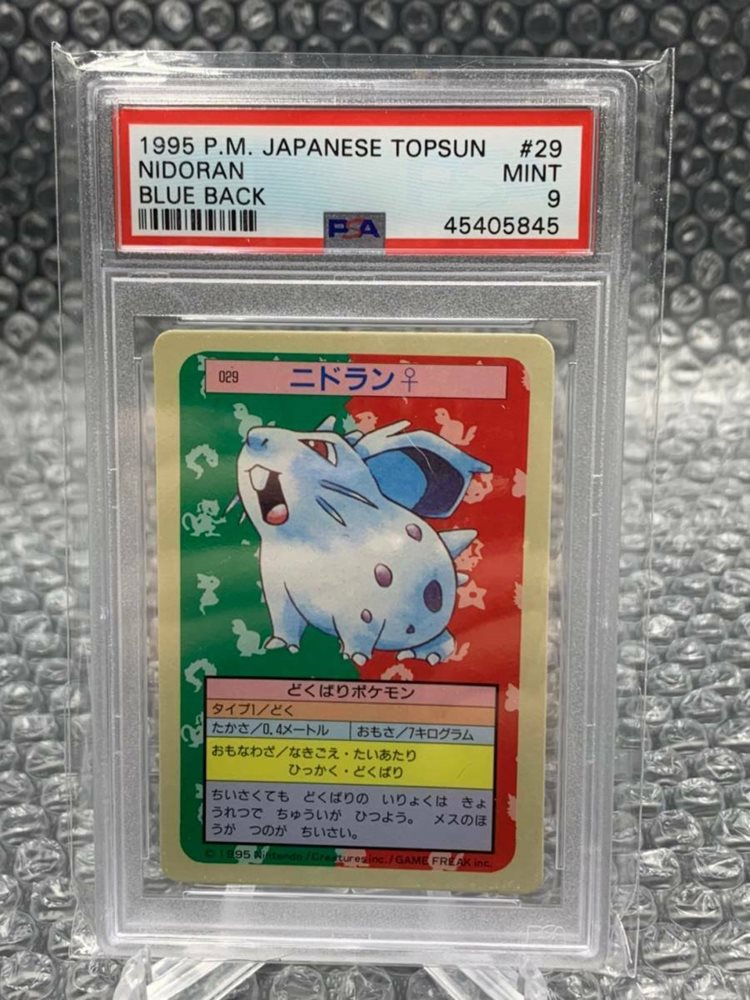 1995 P.M. JAPANESE TOPSUN #29
NIDORAN MINT
BLUE BACK 9
PSA 45405845
029 ニドラン♀
どくばりポケモン
タイプ1/どく
たかさ/0.4メートル おもさ/7キログラム
おもなわざ/なきごえ・たいあたり
ひっかく・どくばり
ちいさくても どくばりの いりょくは きょ
うれつで ちゅういが ひつよう。 メスのほ
うが つのが ちいさい。
© 1995 Nintendo/Creatures inc./GAME FREAK inc.